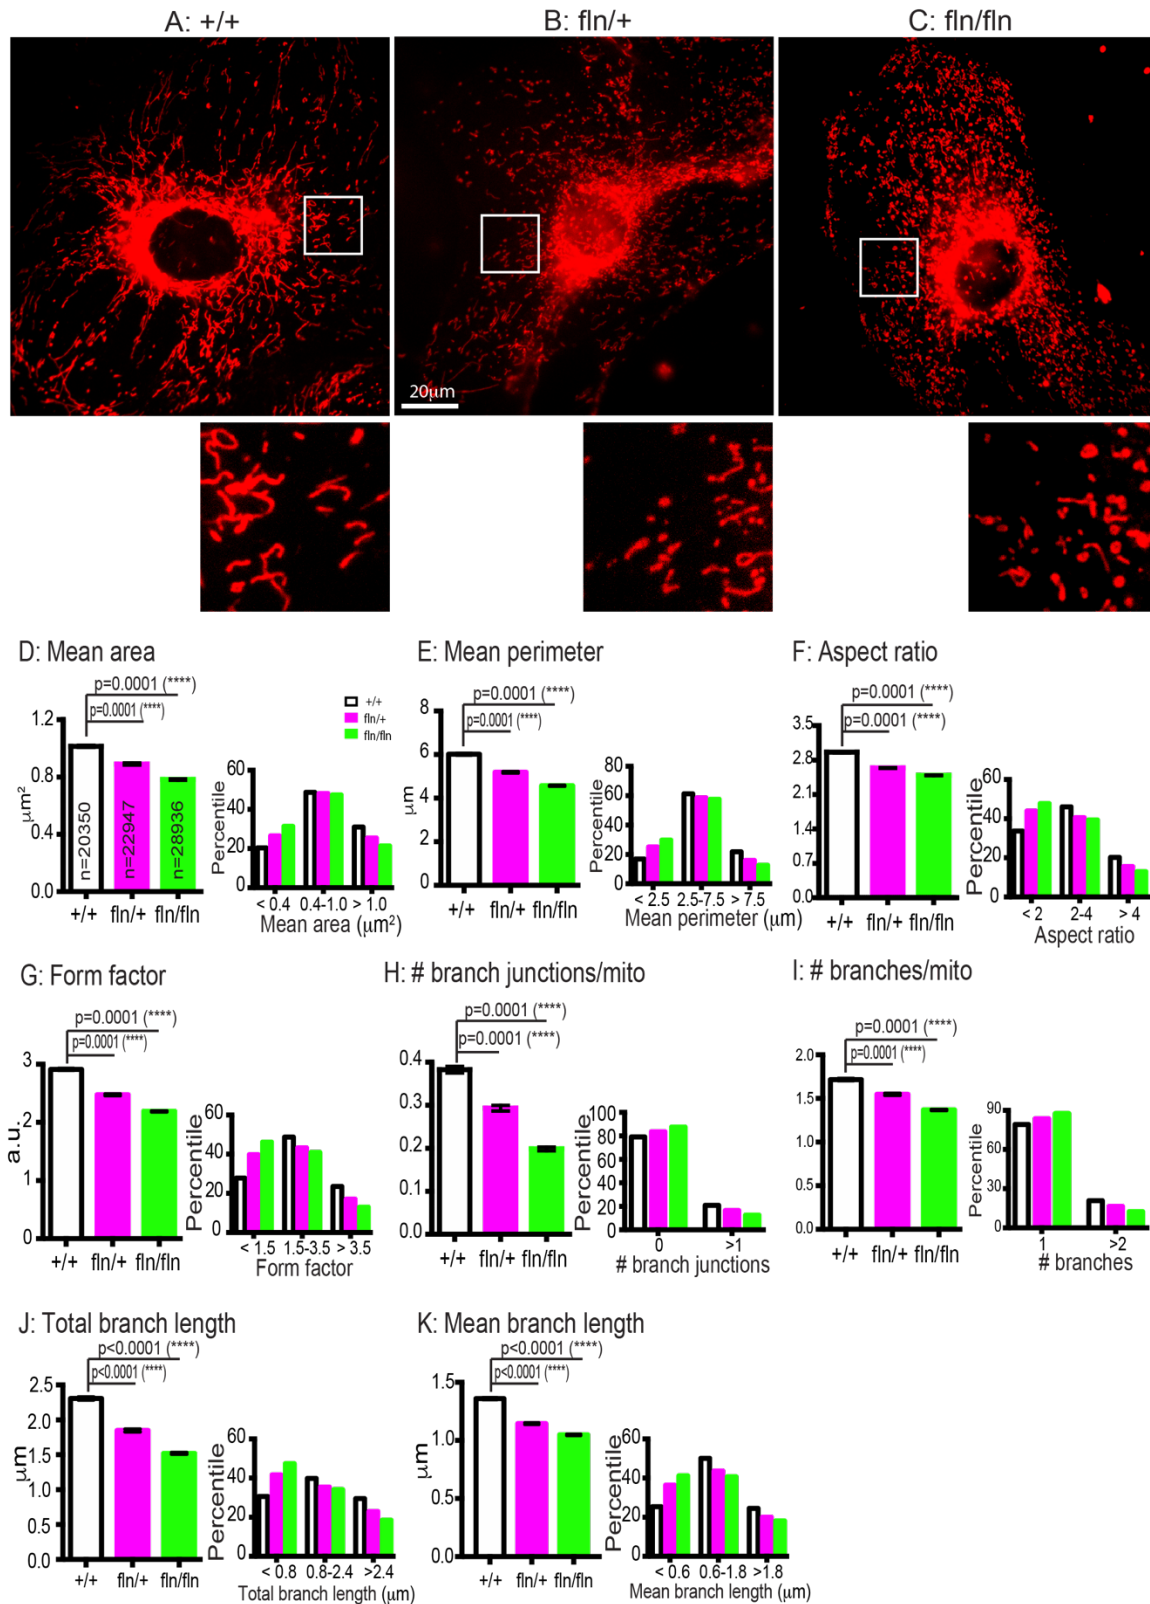 A: +/+
B: fln/+
C: fln/fln
20μm
D: Mean area
p=0.0001 (****)
p=0.0001 (****)
+/+
fln/+
fln/fln
μm²
1.2
0.8
0.4
0.0
n=20350
n=22947
n=28936
+/+ fln/+ fln/fln
Percentile
60
40
20
0
< 0.4 0.4-1.0 > 1.0
Mean area (μm²)
E: Mean perimeter
p=0.0001 (****)
p=0.0001 (****)
μm
8
6
4
2
0
+/+ fln/+ fln/fln
Percentile
80
60
40
20
0
< 2.5 2.5-7.5 > 7.5
Mean perimeter (μm)
F: Aspect ratio
p=0.0001 (****)
p=0.0001 (****)
3.5
2.8
2.1
1.4
0.7
0.0
+/+ fln/+ fln/fln
Percentile
60
40
20
0
< 2 2-4 > 4
Aspect ratio
G: Form factor
p=0.0001 (****)
p=0.0001 (****)
a.u.
3
2
1
0
+/+ fln/+ fln/fln
Percentile
60
40
20
0
< 1.5 1.5-3.5 > 3.5
Form factor
H: # branch junctions/mito
p=0.0001 (****)
p=0.0001 (****)
0.4
0.3
0.2
0.1
0.0
+/+ fln/+ fln/fln
Percentile
100
80
60
40
20
0
0 >1
# branch junctions
I: # branches/mito
p=0.0001 (****)
p=0.0001 (****)
2.0
1.5
1.0
0.5
0.0
+/+ fln/+ fln/fln
Percentile
90
60
30
0
1 >2
# branches
J: Total branch length
p<0.0001 (****)
p<0.0001 (****)
μm
2.5
2.0
1.5
1.0
0.5
0.0
+/+ fln/+ fln/fln
Percentile
60
40
20
0
< 0.8 0.8-2.4 >2.4
Total branch length (μm)
K: Mean branch length
p<0.0001 (****)
p<0.0001 (****)
μm
1.5
1.0
0.5
0.0
+/+ fln/+ fln/fln
Percentile
60
40
20
0
< 0.6 0.6-1.8 >1.8
Mean branch length (μm)